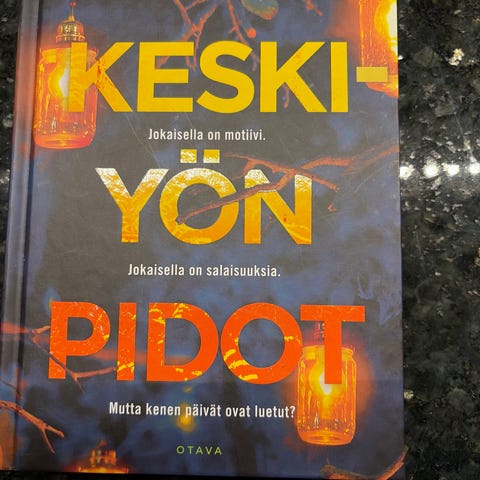 KESKI-
Jokaisella on motiivi.
YÖN
Jokaisella on salaisuuksia.
PIDOT
Mutta kenen päivät ovat luetut?
OTAVA